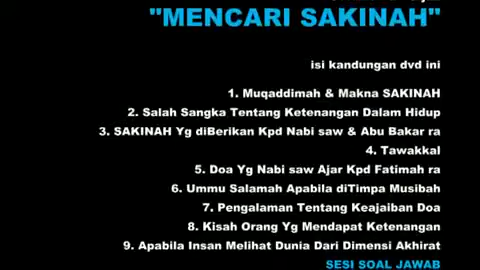 "MENCARI SAKINAH"
isi kandungan dvd ini
1. Muqaddimah & Makna SAKINAH
2. Salah Sangka Tentang Ketenangan Dalam Hidup
3. SAKINAH Yg diBerikan Kpd Nabi saw & Abu Bakar ra
4. Tawakkal
5. Doa Yg Nabi saw Ajar Kpd Fatimah ra
6. Ummu Salamah Apabila diTimpa Musibah
7. Pengalaman Tentang Keajaiban Doa
8. Kisah Orang Yg Mendapat Ketenangan
9. Apabila Insan Melihat Dunia Dari Dimensi Akhirat
SESI SOAL JAWAB